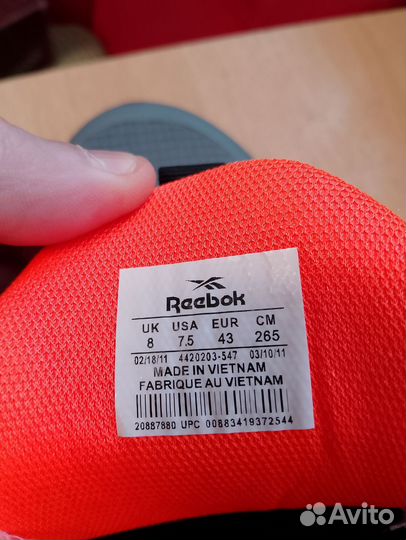 Reebok
UK USA EUR CM
8 7.5 43 265
02/18/11 4420203-547 03/10/11
MADE IN VIETNAM
FABRIQUE AU VIETNAM
20887880 UPC 00883419372544
Avito